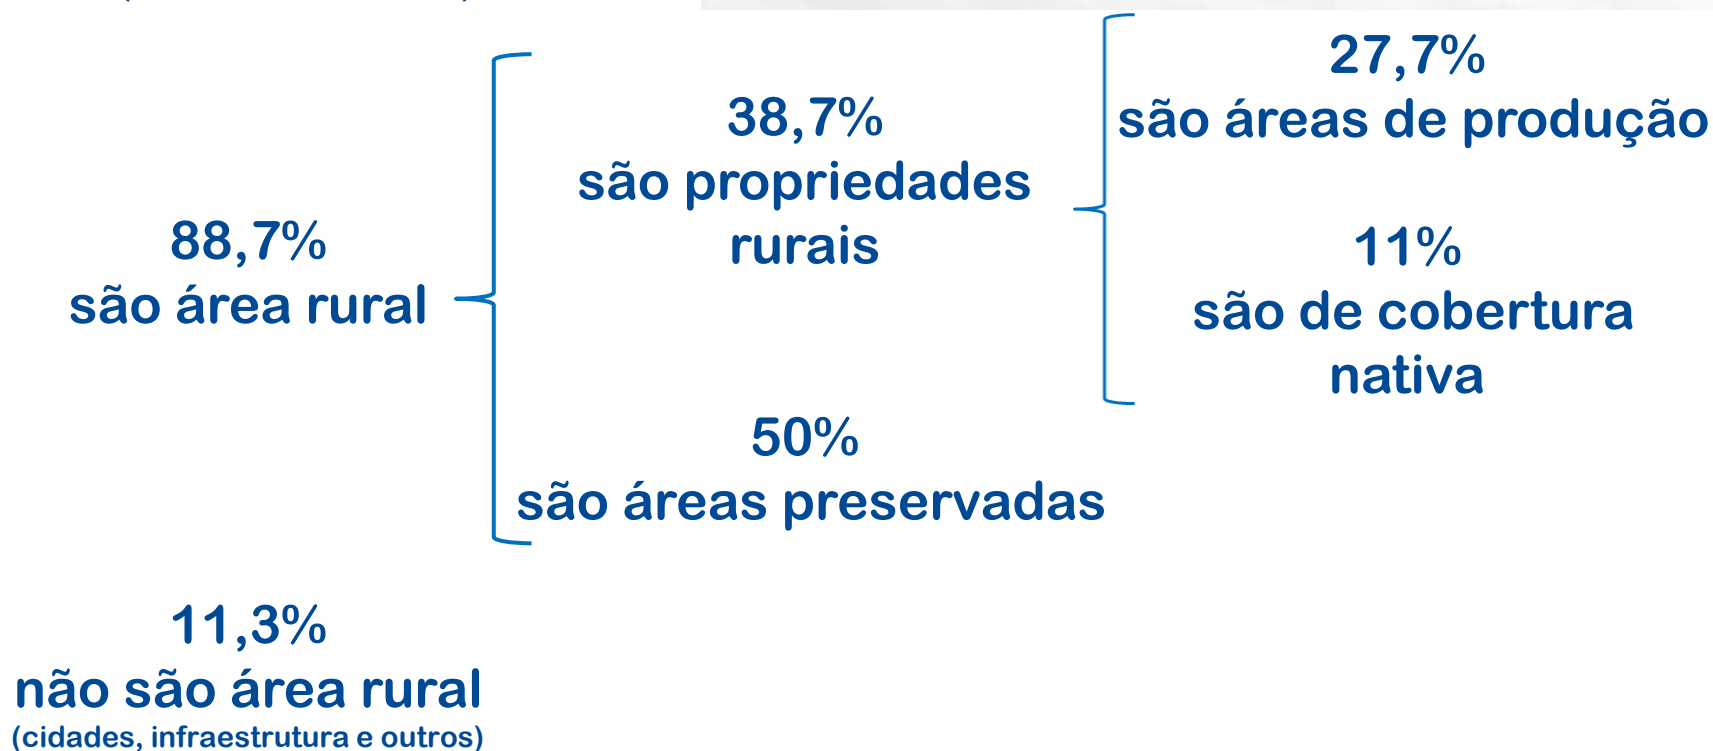 88,7%
são área rural
38,7%
são propriedades
rurais
50%
são áreas preservadas
27,7%
são áreas de produção
11%
são de cobertura
nativa
11,3%
não são área rural
(cidades, infraestrutura e outros)